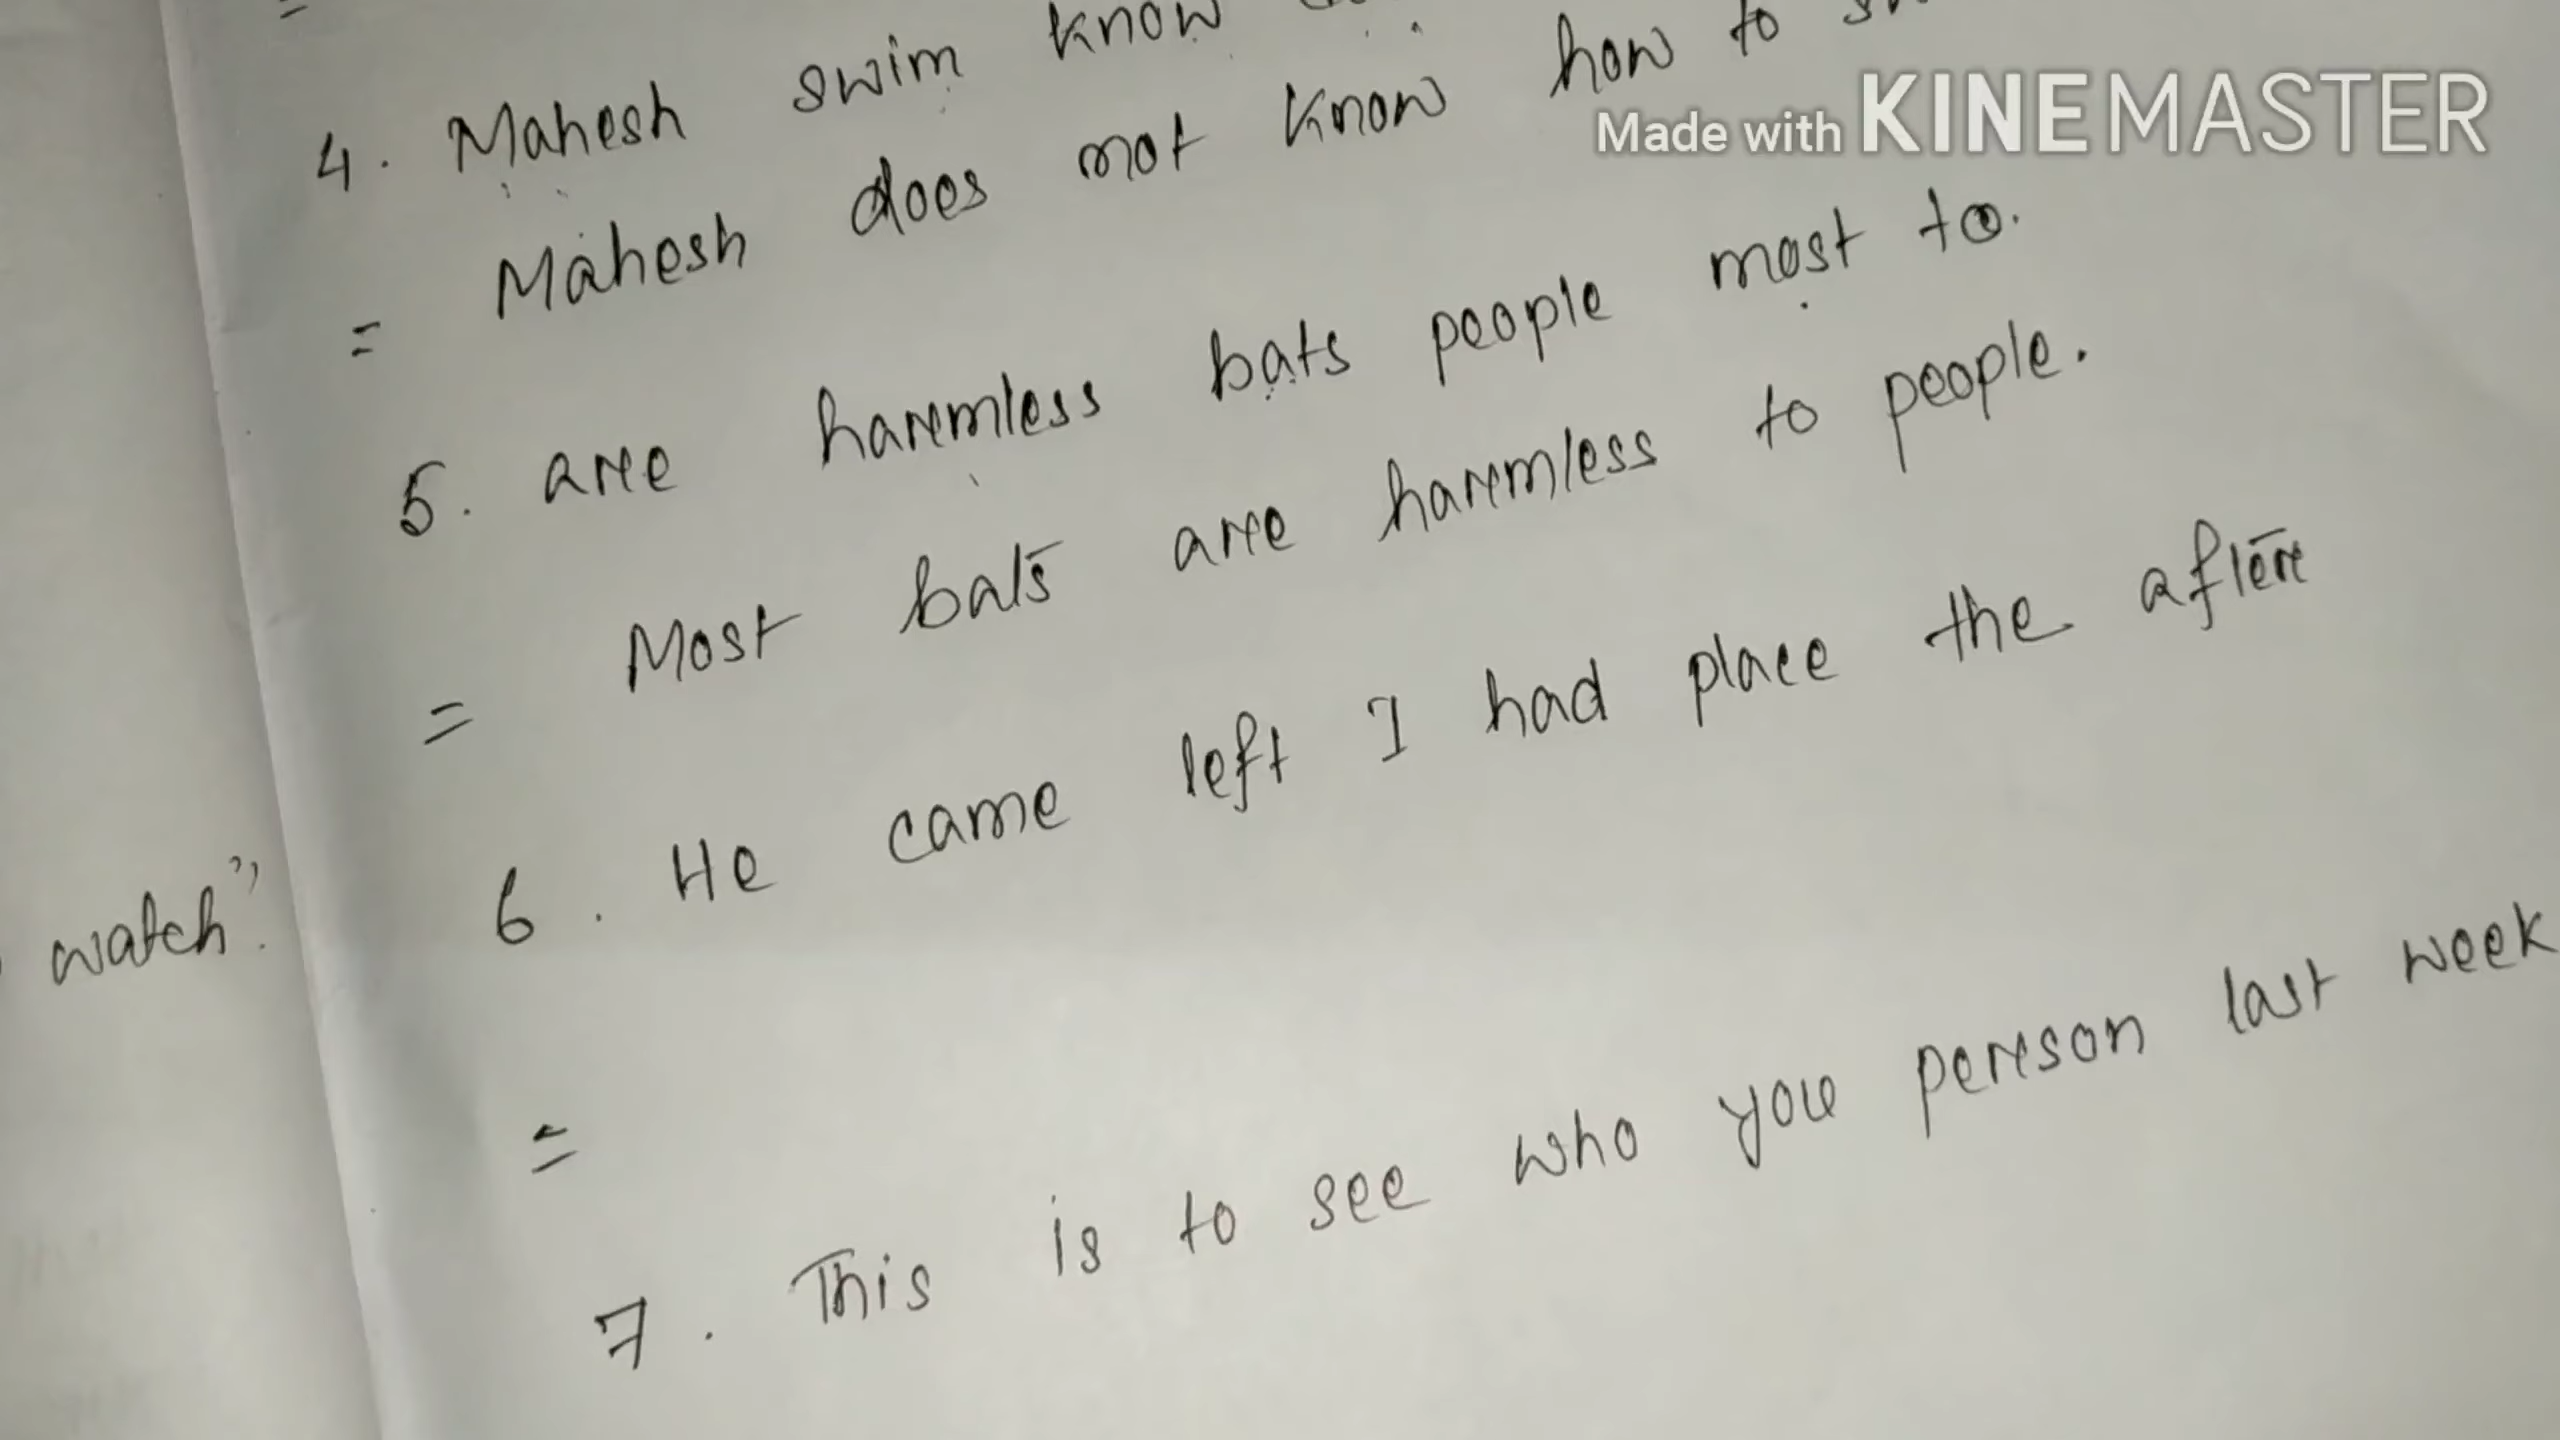 4. Mahesh swim know
= Mahesh does not know how to
Made with KINEMASTER
5. are harmless bats people most to.
= Most bats are harmless to people.
6. He came left I had place the after
watch".
=
7. This is to see who you person last week